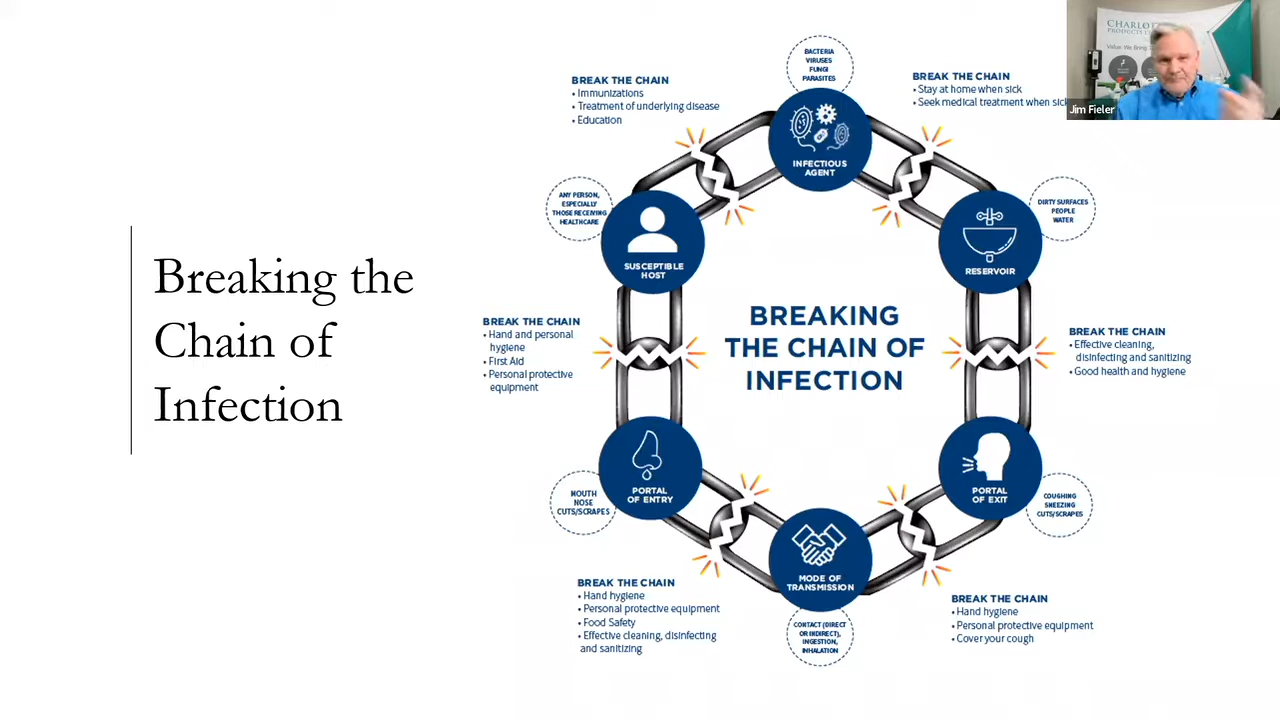 Breaking the
Chain of
Infection
BREAKING
THE CHAIN OF
INFECTION
BACTERIA
VIRUSES
FUNGI
PARASITES
INFECTIOUS
AGENT
BREAK THE CHAIN
• Stay at home when sick
• Seek medical treatment when sick
DIRTY SURFACES
PEOPLE
WATER
RESERVOIR
BREAK THE CHAIN
• Effective cleaning,
disinfecting and sanitizing
• Good health and hygiene
PORTAL
OF EXIT
COUGHING
SNEEZING
CUTS/SCRAPES
BREAK THE CHAIN
• Hand hygiene
• Personal protective equipment
• Cover your cough
MODE OF
TRANSMISSION
CONTACT (DIRECT
OR INDIRECT),
INGESTION,
INHALATION
BREAK THE CHAIN
• Hand hygiene
• Personal protective equipment
• Food Safety
• Effective cleaning, disinfecting
and sanitizing
PORTAL
OF ENTRY
MOUTH
NOSE
CUTS/SCRAPES
BREAK THE CHAIN
• Hand and personal
hygiene
• First Aid
• Personal protective
equipment
ANY PERSON,
ESPECIALLY
THOSE RECEIVING
HEALTHCARE
SUSCEPTIBLE
HOST
BREAK THE CHAIN
• Immunizations
• Treatment of underlying disease
• Education
PRODUCTS
Value We Bring
Jim Fieler